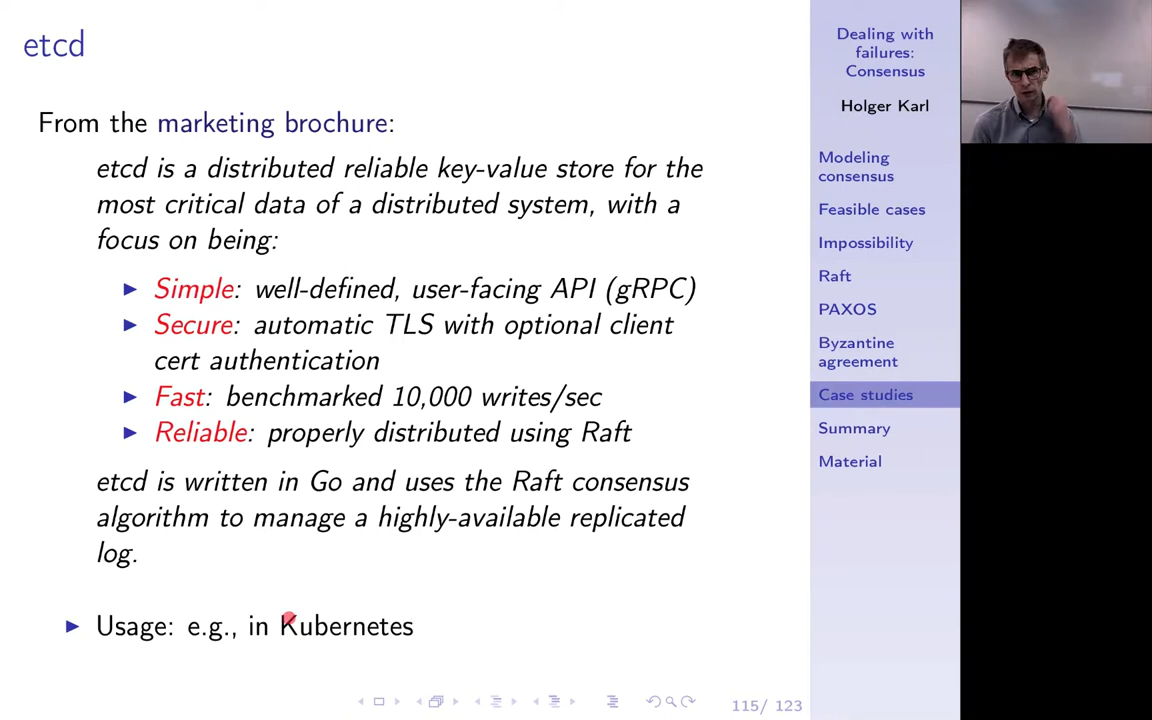 etcd
From the marketing brochure:
etcd is a distributed reliable key-value store for the
most critical data of a distributed system, with a
focus on being:
Simple: well-defined, user-facing API (gRPC)
Secure: automatic TLS with optional client
cert authentication
Fast: benchmarked 10,000 writes/sec
Reliable: properly distributed using Raft
etcd is written in Go and uses the Raft consensus
algorithm to manage a highly-available replicated
log.
Usage: e.g., in Kubernetes
115/ 123
Dealing with
failures:
Consensus
Holger Karl
Modeling
consensus
Feasible cases
Impossibility
Raft
PAXOS
Byzantine
agreement
Case studies
Summary
Material